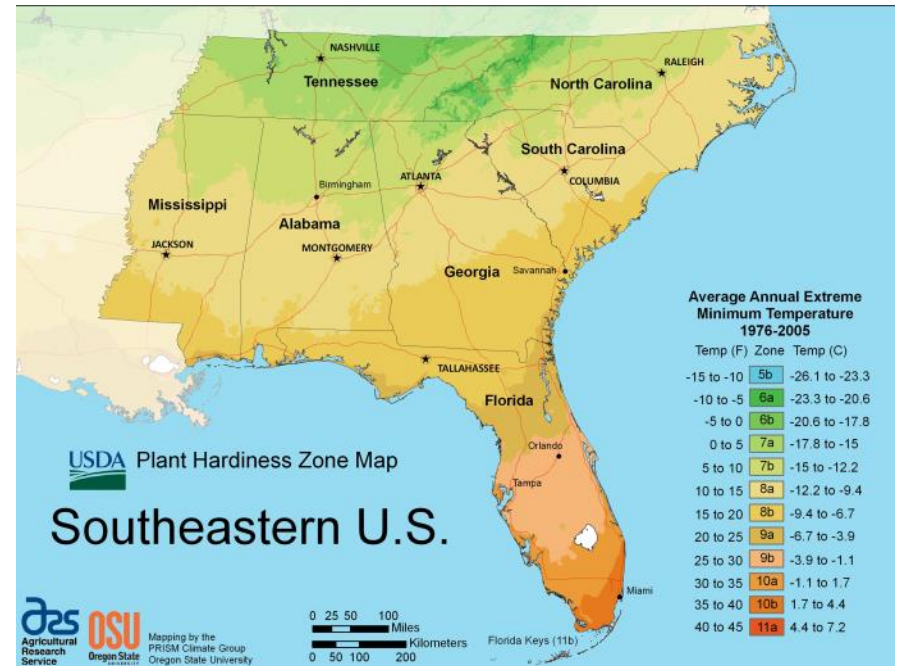 NASHVILLE
Tennessee
RALEIGH
North Carolina
South Carolina
ATLANTA
COLUMBIA
Birmingham
Mississippi
Alabama
JACKSON
MONTGOMERY
Georgia
Savannah
TALLAHASSEE
Florida
Orlando
Tampa
Miami
Florida Keys (11b)
USDA Plant Hardiness Zone Map
Southeastern U.S.
Average Annual Extreme
Minimum Temperature
1976-2005
Temp (F) Zone Temp (C)
-15 to -10 5b -26.1 to -23.3
-10 to -5 6a -23.3 to -20.6
-5 to 0 6b -20.6 to -17.8
0 to 5 7a -17.8 to -15
5 to 10 7b -15 to -12.2
10 to 15 8a -12.2 to -9.4
15 to 20 8b -9.4 to -6.7
20 to 25 9a -6.7 to -3.9
25 to 30 9b -3.9 to -1.1
30 to 35 10a -1.1 to 1.7
35 to 40 10b 1.7 to 4.4
40 to 45 11a 4.4 to 7.2
ars
Agricultural
Research
Service
OSU
Oregon State
UNIVERSITY
Mapping by the
PRISM Climate Group
Oregon State University
0 25 50 100
Miles
Kilometers
0 50 100 200